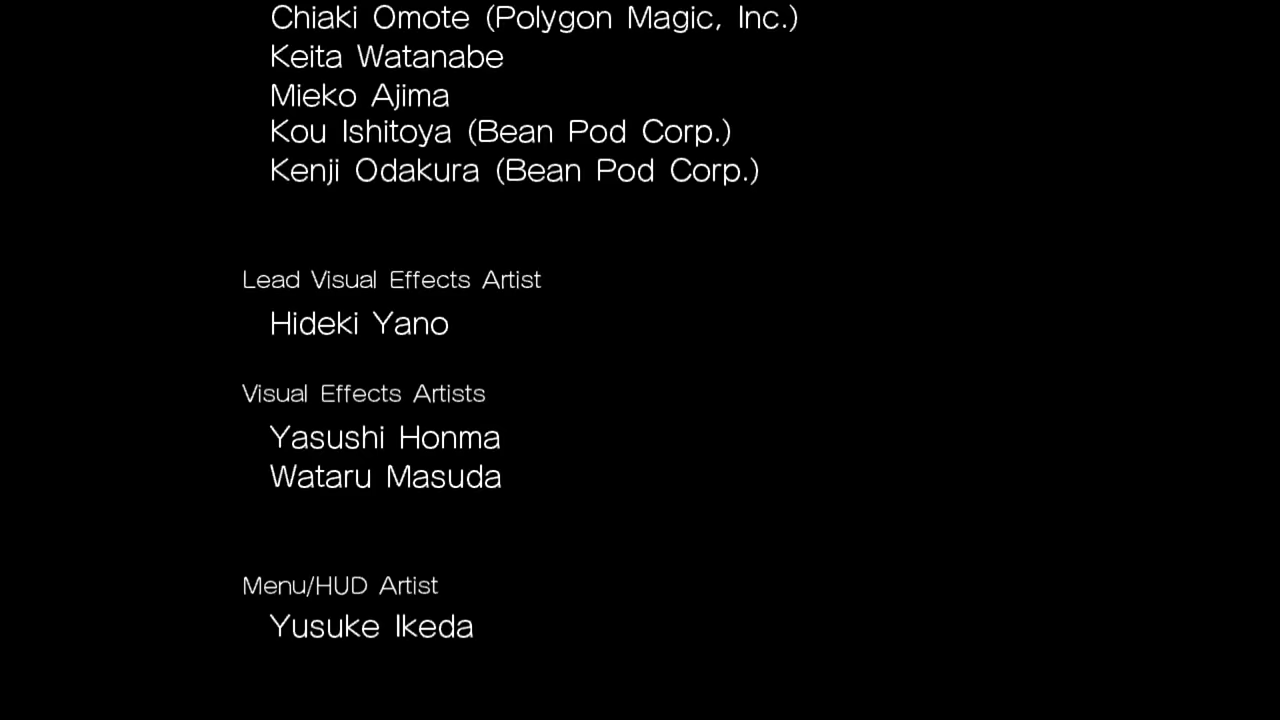 Chiaki Omote (Polygon Magic, Inc.)
Keita Watanabe
Mieko Ajima
Kou Ishitoya (Bean Pod Corp.)
Kenji Odakura (Bean Pod Corp.)
Lead Visual Effects Artist
Hideki Yano
Visual Effects Artists
Yasushi Honma
Wataru Masuda
Menu/HUD Artist
Yusuke Ikeda